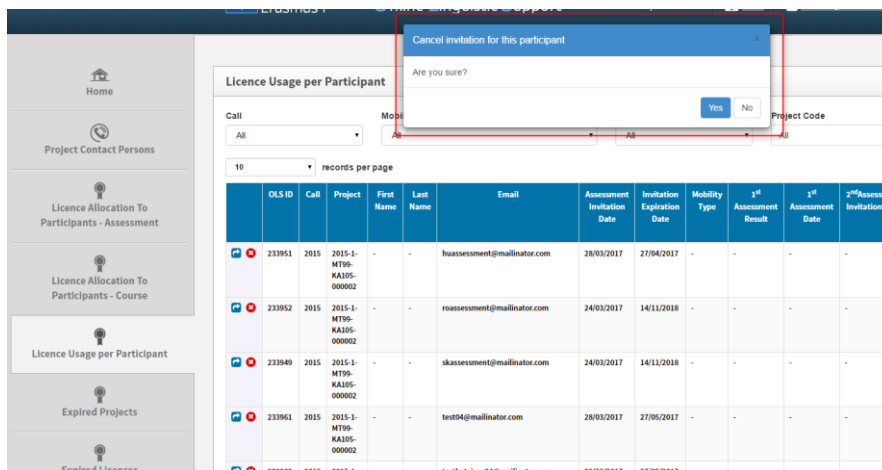 Cancel invitation for this participant
×
Are you sure?
Yes No
Home
Project Contact Persons
Licence Allocation To
Participants - Assessment
Licence Allocation To
Participants - Course
Licence Usage per Participant
Expired Projects
Licence Usage per Participant
Call Project Code
All All All All
10 records per page
OLS ID Call Project First Name Last Name Email Assessment Invitation Date Invitation Expiration Date Mobility Type 1st Assessment Result 1st Assessment Date
233951 2015 2015-1- - - huassessment@mailinator.com 28/03/2017 27/04/2017 - - - -
MT99-
KA105-
000002
233952 2015 2015-1- - - roassessment@mailinator.com 24/03/2017 14/11/2018 - - - -
MT99-
KA105-
000002
233949 2015 2015-1- - - skassessment@mailinator.com 24/03/2017 14/11/2018 - - - -
MT99-
KA105-
000002
233961 2015 2015-1- - - test04@mailinator.com 28/03/2017 27/05/2017 - - - -
MT99-
KA105-
000002